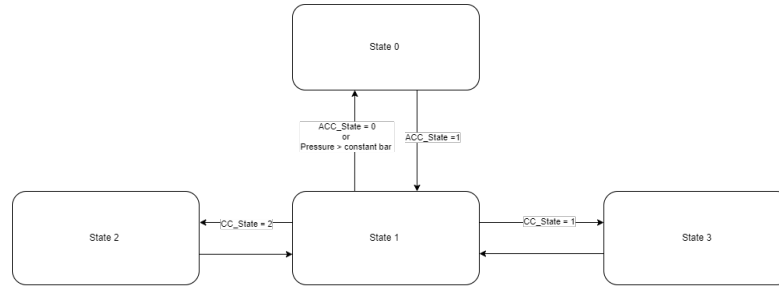 State 0
ACC_State = 0
or
Pressure > constant bar
ACC_State =1
State 2
CC_State = 2
State 1
CC_State = 1
State 3